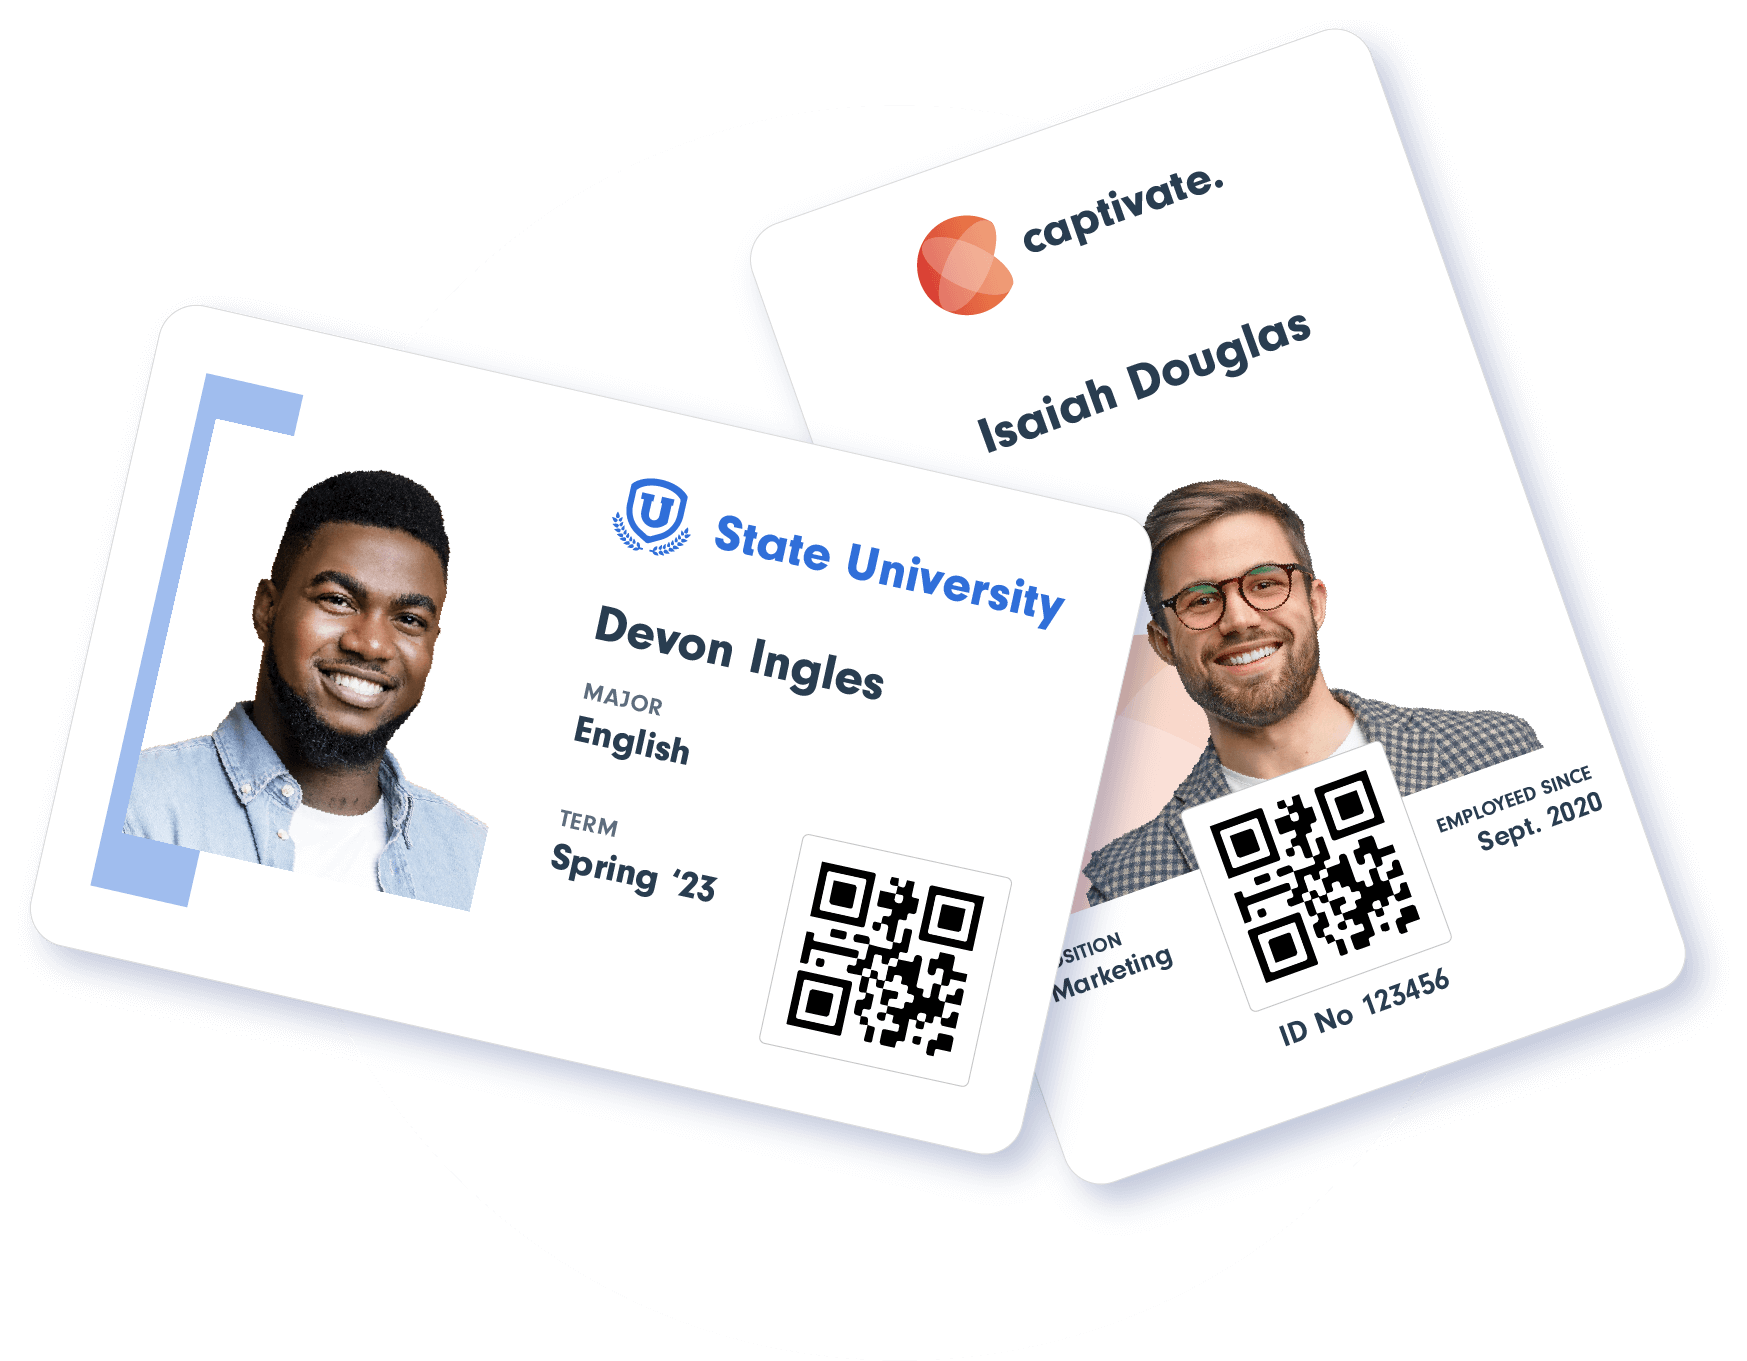 U
State University
Devon Ingles
MAJOR
English
TERM
Spring ‘23
captivate.
Isaiah Douglas
EMPLOYEED SINCE
Sept. 2020
SITION
Marketing
ID No 123456